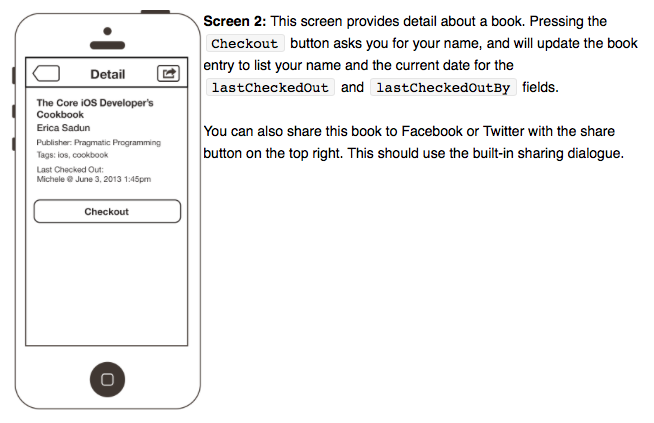 Detail
The Core iOS Developer's
Cookbook
Erica Sadun
Publisher: Pragmatic Programming
Tags: ios, cookbook
Last Checked Out:
Michele @ June 3, 2013 1:45pm
Checkout
Screen 2: This screen provides detail about a book. Pressing the
Checkout button asks you for your name, and will update the book
entry to list your name and the current date for the
lastCheckedOut and lastCheckedOutBy fields.
You can also share this book to Facebook or Twitter with the share
button on the top right. This should use the built-in sharing dialogue.